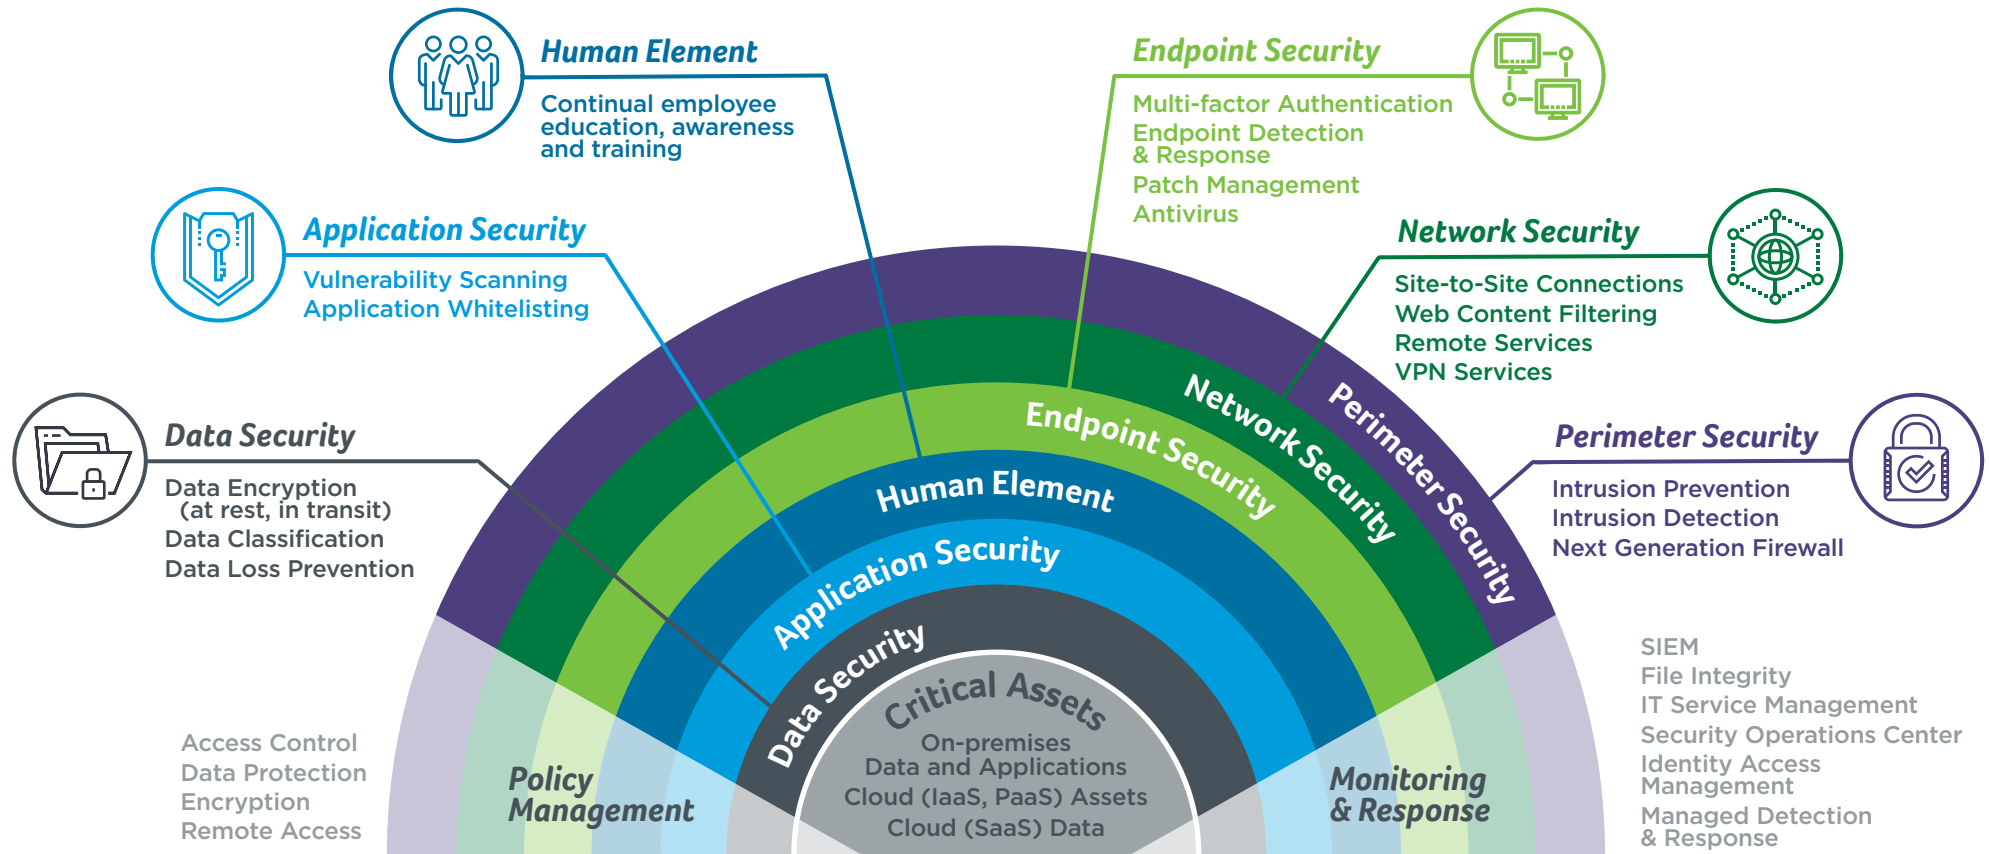 Human Element
Continual employee
education, awareness
and training
Endpoint Security
Multi-factor Authentication
Endpoint Detection
& Response
Patch Management
Antivirus
Application Security
Vulnerability Scanning
Application Whitelisting
Network Security
Site-to-Site Connections
Web Content Filtering
Remote Services
VPN Services
Data Security
Data Encryption
(at rest, in transit)
Data Classification
Data Loss Prevention
Perimeter Security
Intrusion Prevention
Intrusion Detection
Next Generation Firewall
Perimeter Security
Network Security
Endpoint Security
Human Element
Application Security
Data Security
Critical Assets
On-premises
Data and Applications
Cloud (IaaS, PaaS) Assets
Cloud (SaaS) Data
Access Control
Data Protection
Encryption
Remote Access
Policy
Management
Monitoring
& Response
SIEM
File Integrity
IT Service Management
Security Operations Center
Identity Access
Management
Managed Detection
& Response